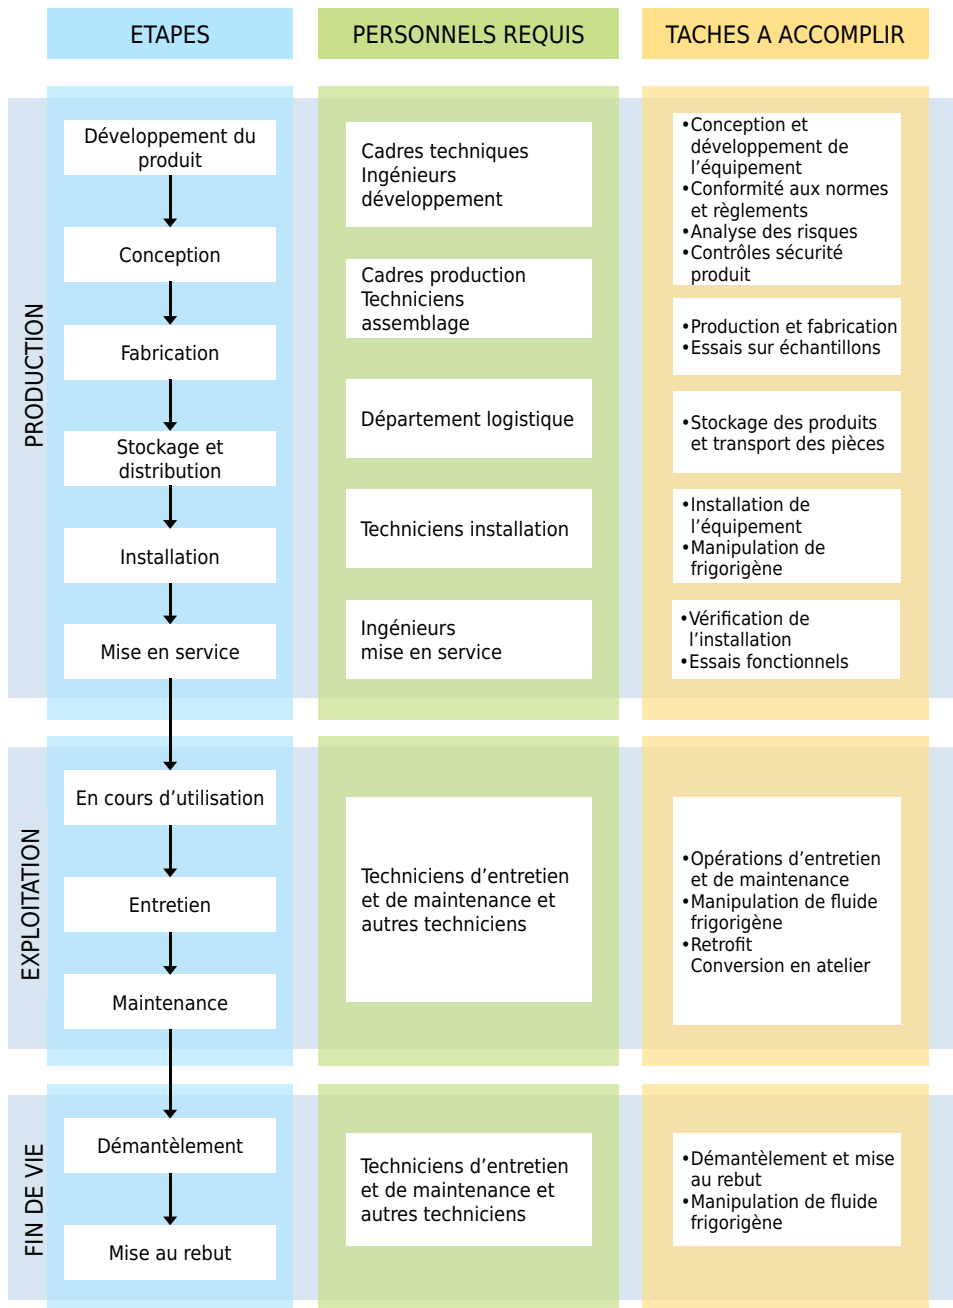 ETAPES
PERSONNELS REQUIS
TACHES A ACCOMPLIR
PRODUCTION
Développement du
produit
Conception
Fabrication
Stockage et
distribution
Installation
Mise en service
Cadres techniques
Ingénieurs
développement
Cadres production
Techniciens
assemblage
Département logistique
Techniciens installation
Ingénieurs
mise en service
•Conception et
développement de
l’équipement
•Conformité aux normes
et règlements
•Analyse des risques
•Contrôles sécurité
produit
•Production et fabrication
•Essais sur échantillons
•Stockage des produits
et transport des pièces
•Installation de
l’équipement
•Manipulation de
frigorigène
•Vérification de
l’installation
•Essais fonctionnels
EXPLOITATION
En cours d’utilisation
Entretien
Maintenance
Techniciens d’entretien
et de maintenance et
autres techniciens
•Opérations d’entretien
et de maintenance
•Manipulation de fluide
frigorigène
•Retrofit
Conversion en atelier
FIN DE VIE
Démantèlement
Mise au rebut
Techniciens d’entretien
et de maintenance et
autres techniciens
•Démantèlement et mise
au rebut
•Manipulation de fluide
frigorigène